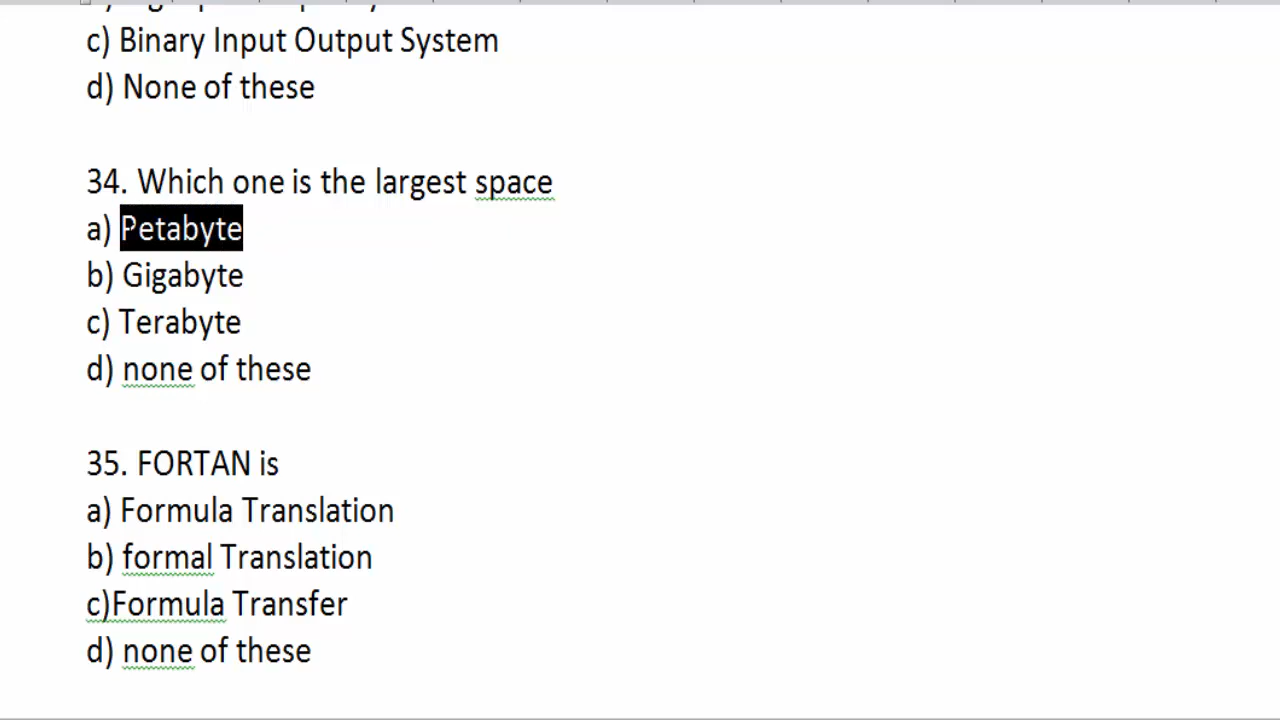 c) Binary Input Output System
d) None of these
34. Which one is the largest space
a) Petabyte
b) Gigabyte
c) Terabyte
d) none of these
35. FORTAN is
a) Formula Translation
b) formal Translation
c)Formula Transfer
d) none of these